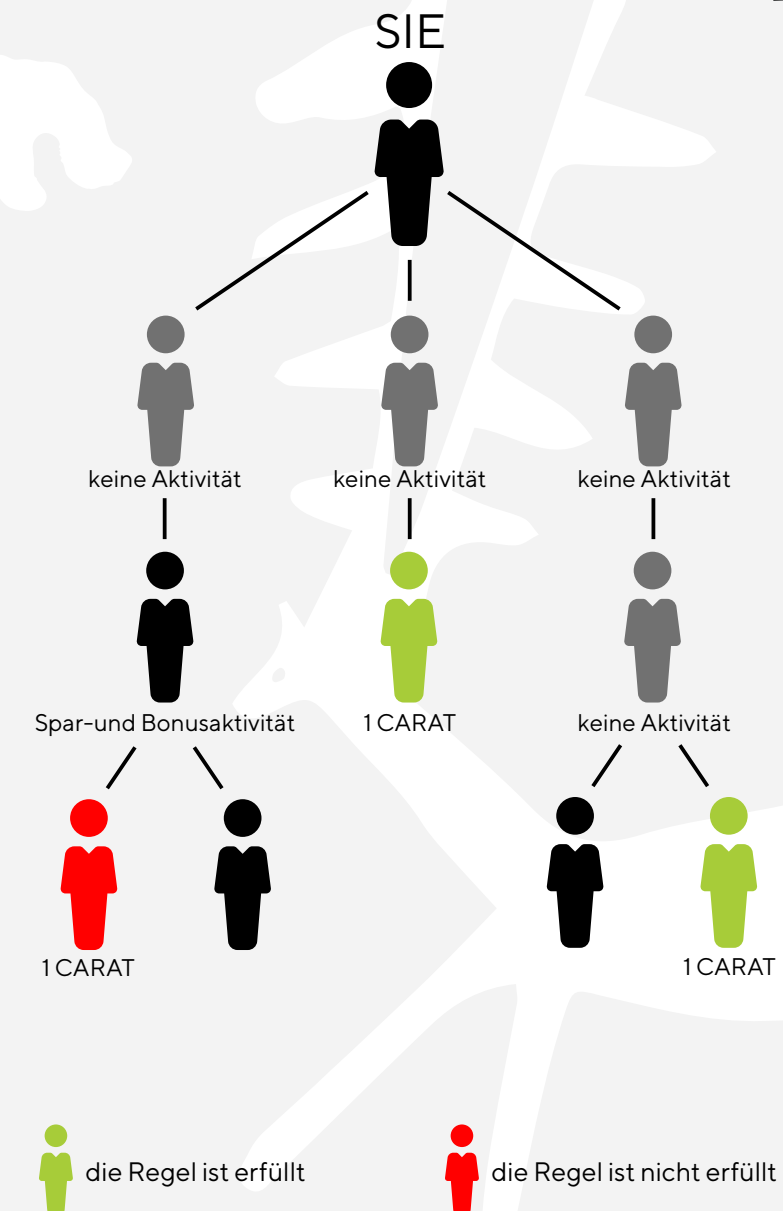 SIE
keine Aktivität
keine Aktivität
keine Aktivität
Spar-und Bonusaktivität
1 CARAT
keine Aktivität
1 CARAT
1 CARAT
die Regel ist erfüllt
die Regel ist nicht erfüllt